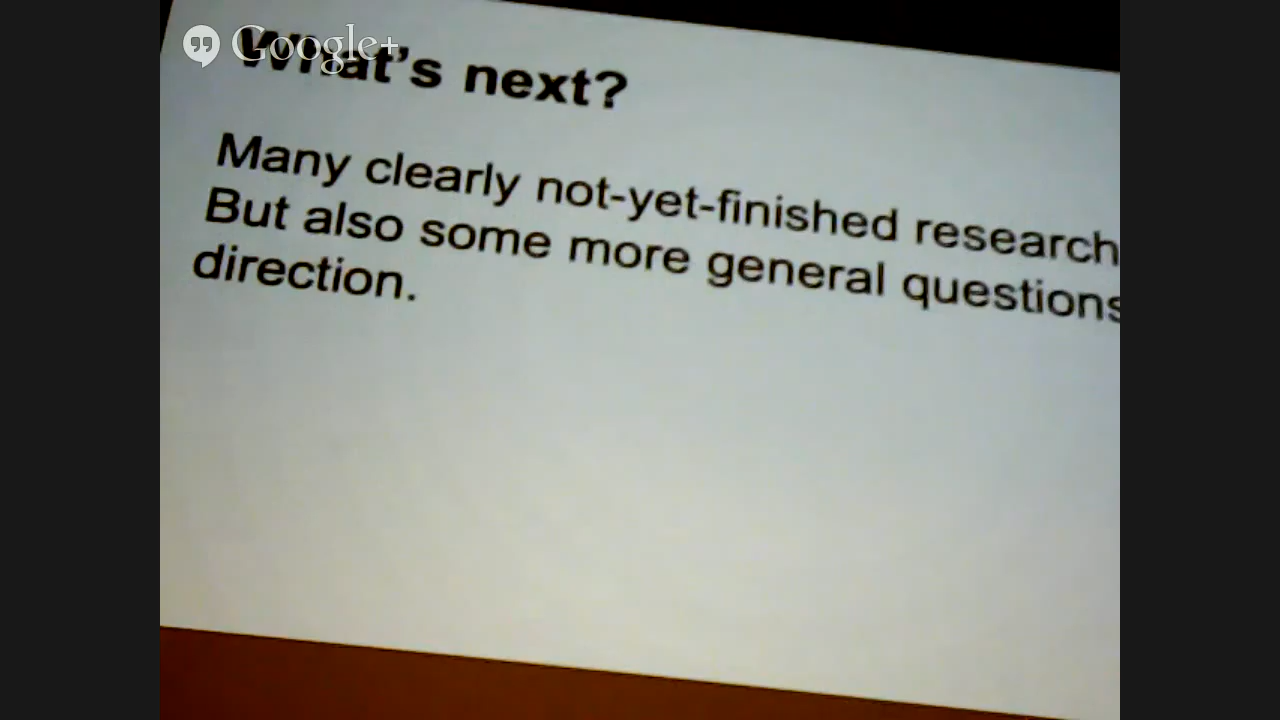 Google+
What's next?
Many clearly not-yet-finished research
But also some more general questions
direction.